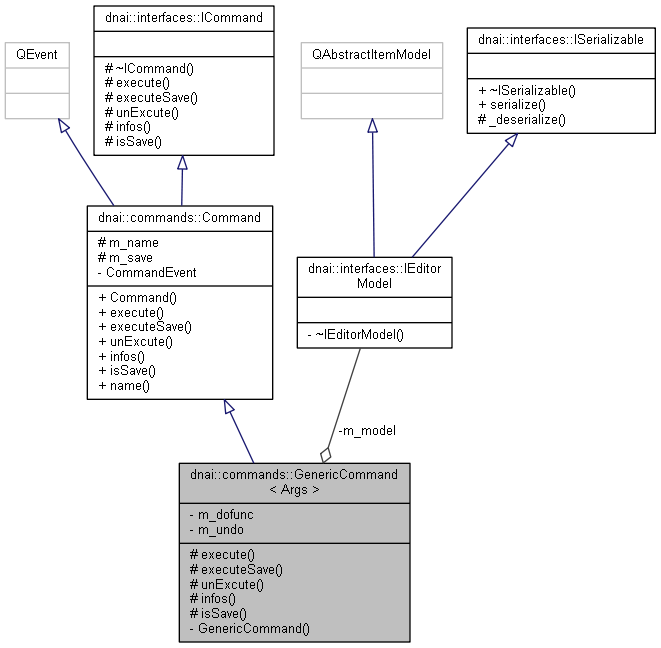 dnai::interfaces::ICommand
# ~ICommand()
# execute()
# executeSave()
# unExcute()
# infos()
# isSave()
QEvent
QAbstractItemModel
dnai::interfaces::ISerializable
+ ~ISerializable()
+ serialize()
# _deserialize()
dnai::commands::Command
# m_name
# m_save
- CommandEvent
+ Command()
+ execute()
+ executeSave()
+ unExcute()
+ infos()
+ isSave()
+ name()
dnai::interfaces::IEditor
Model
- ~IEditorModel()
-m_model
dnai::commands::GenericCommand
< Args >
- m_dofunc
- m_undo
# execute()
# executeSave()
# unExcute()
# infos()
# isSave()
- GenericCommand()